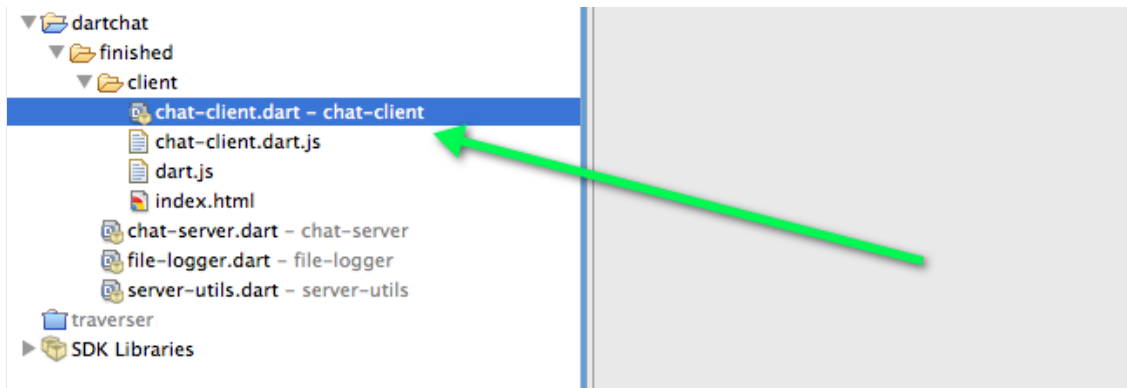 dartchat
finished
client
chat-client.dart – chat-client
chat-client.dart.js
dart.js
index.html
chat-server.dart – chat-server
file-logger.dart – file-logger
server-utils.dart – server-utils
traverser
SDK Libraries